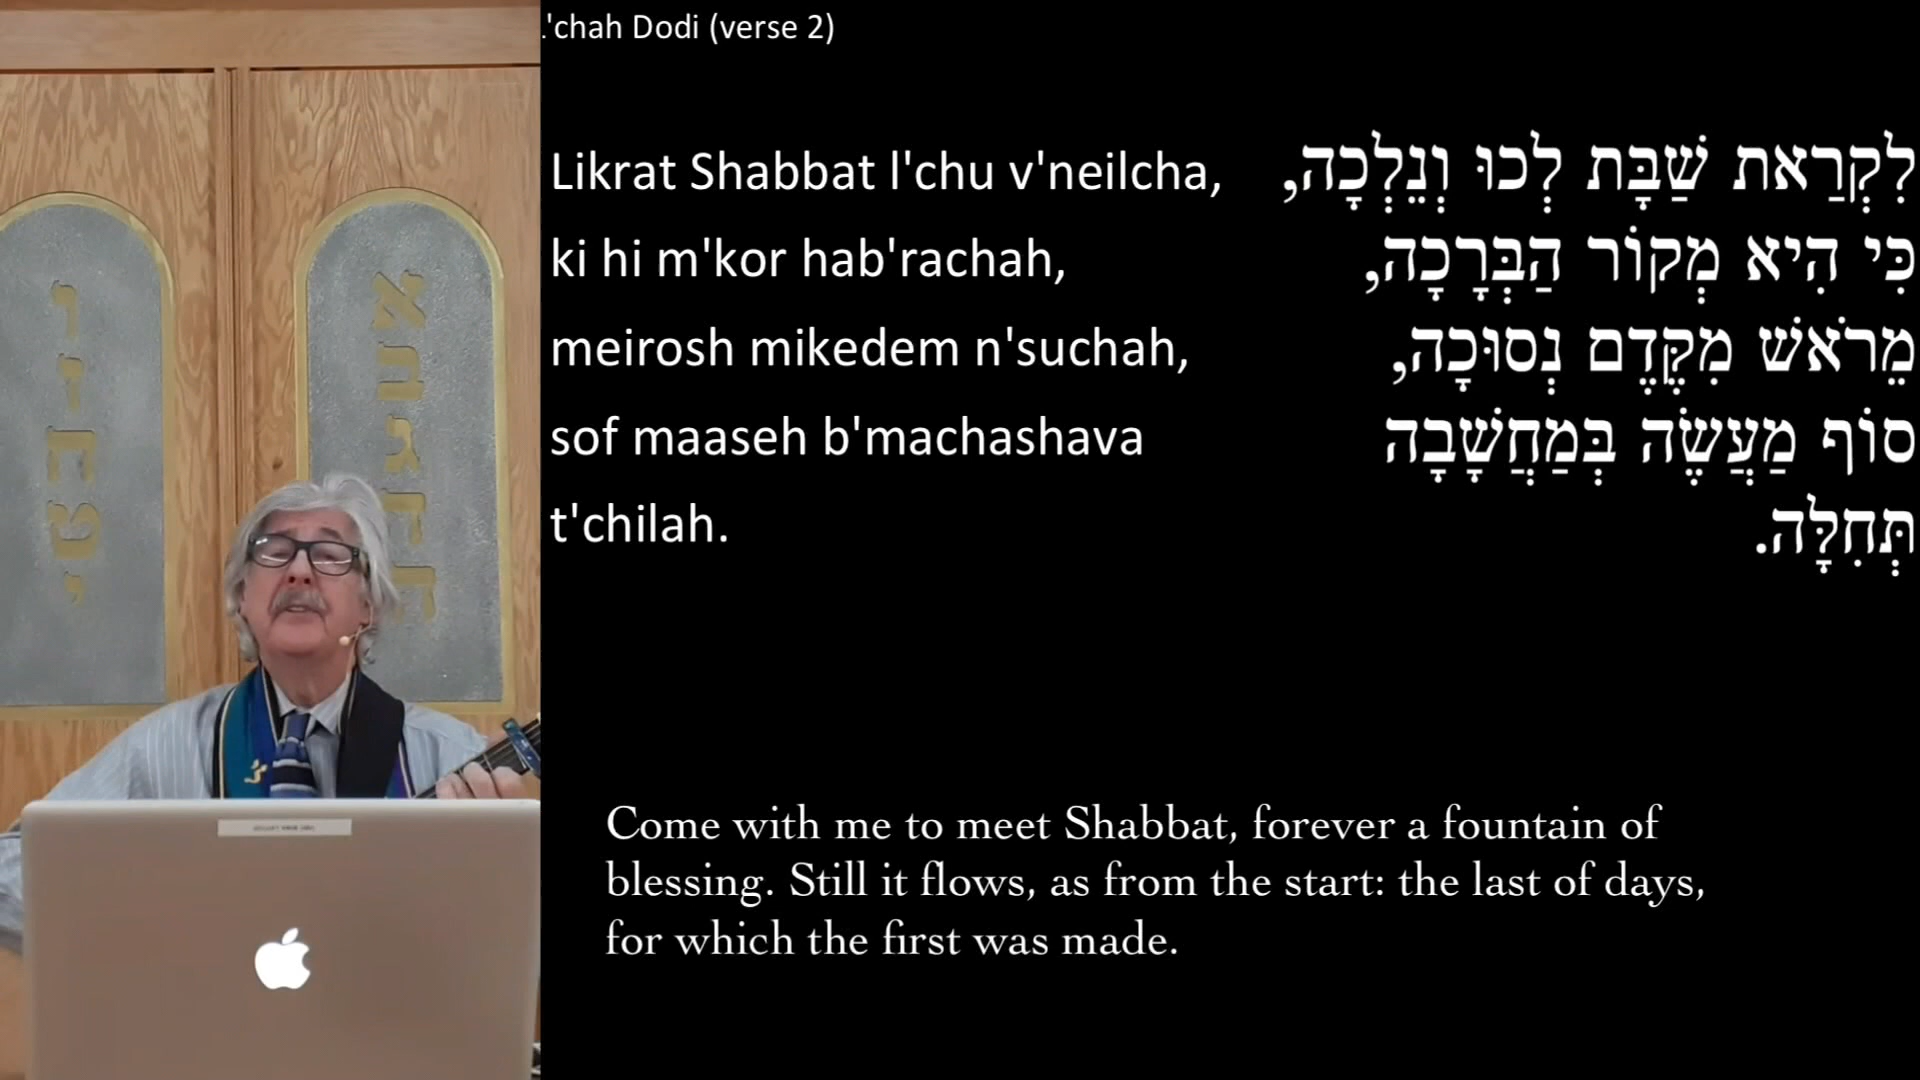 'chah Dodi (verse 2)
Likrat Shabbat l'chu v'neilcha,
ki hi m'kor hab'rachah,
meirosh mikedem n'suchah,
sof maaseh b'machashava
t'chilah.
לִקְרַאת שַׁבָּת לְכוּ וְנֵלְכָה,
כִּי הִיא מְקוֹר הַבְּרָכָה,
מֵרֹאשׁ מִקֶּדֶם נְסוּכָה,
סוֹף מַעֲשֶׂה בְּמַחֲשָׁבָה
תְּחִלָּה.
Come with me to meet Shabbat, forever a fountain of
blessing. Still it flows, as from the start: the last of days,
for which the first was made.
ו
ז
ח
ט
י
א
ב
ג
ד
ה